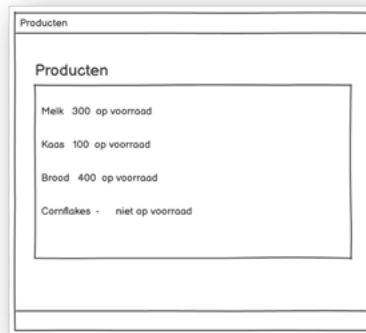 Producten
Producten
Melk 300 op voorraad
Kaas 100 op voorraad
Brood 400 op voorraad
Cornflakes - niet op voorraad